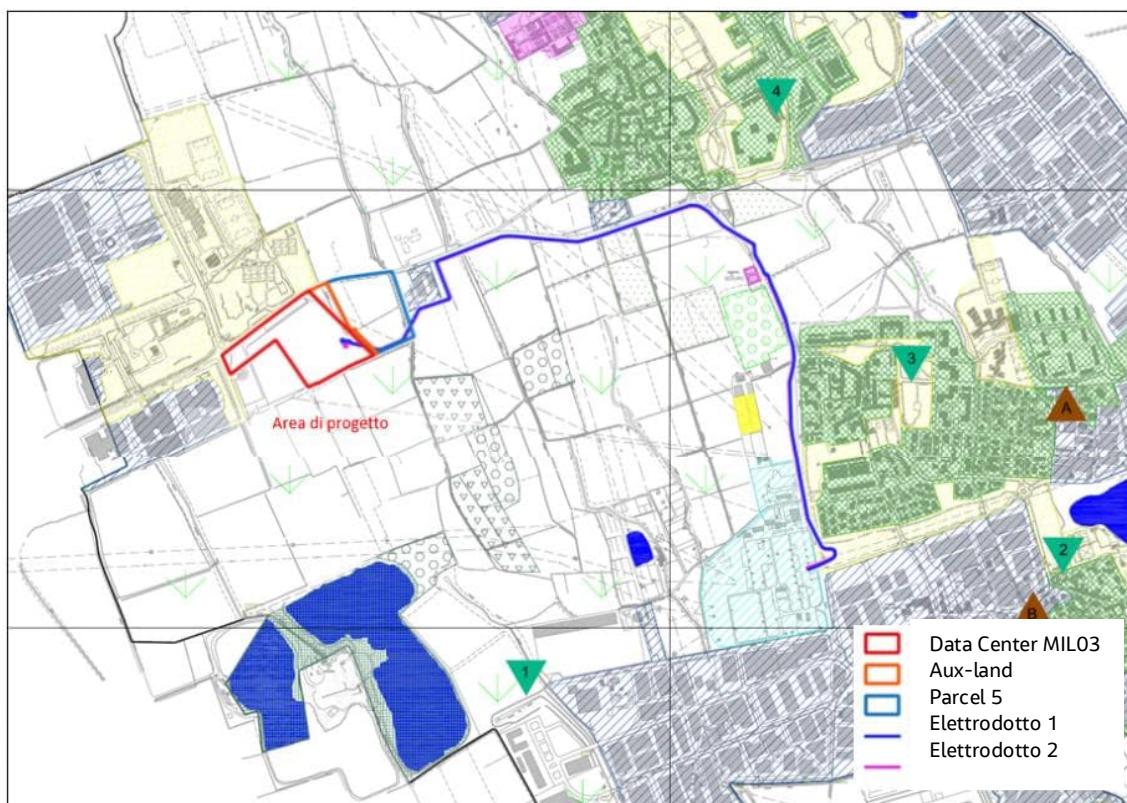 4
3
Area di progetto
A
2
B
1
Data Center MIL03
Aux-land
Parcel 5
Elettrodotto 1
Elettrodotto 2